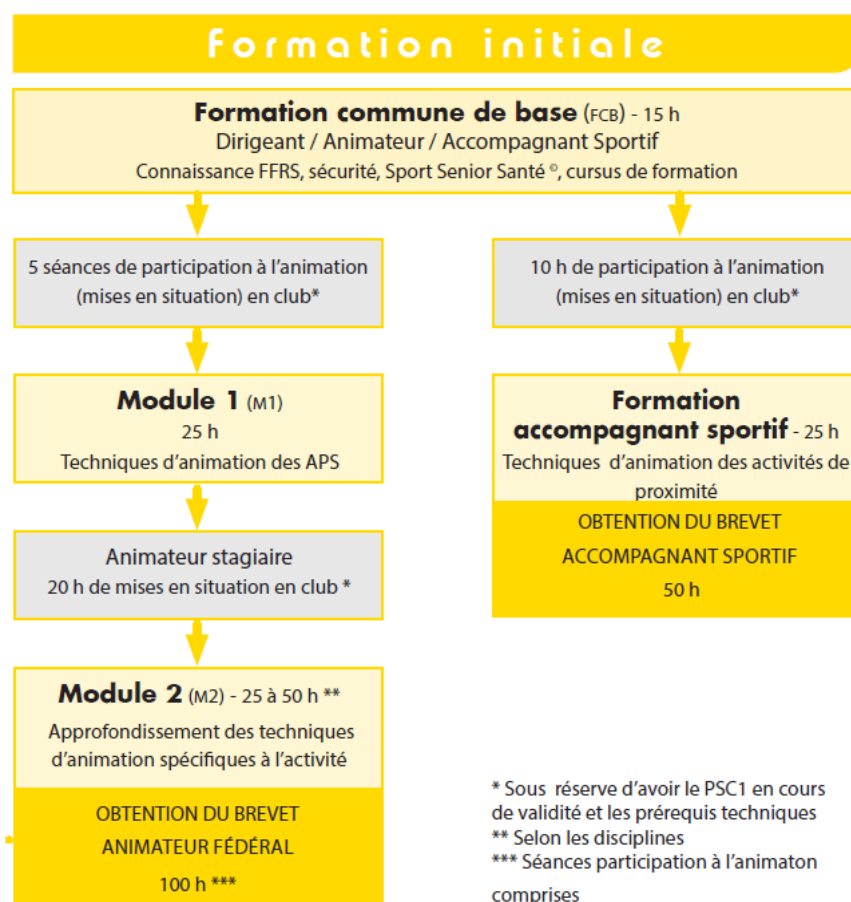 Formation initiale
Formation commune de base (FCB) - 15 h
Dirigeant / Animateur / Accompagnant Sportif
Connaissance FFRS, sécurité, Sport Senior Santé ©, cursus de formation
5 séances de participation à l'animation
(mises en situation) en club*
Module 1 (M1)
25 h
Techniques d'animation des APS
Animateur stagiaire
20 h de mises en situation en club *
Module 2 (M2) - 25 à 50 h **
Approfondissement des techniques
d'animation spécifiques à l'activité
OBTENTION DU BREVET
ANIMATEUR FÉDÉRAL
100 h ***
10 h de participation à l'animation
(mises en situation) en club*
Formation
accompagnant sportif - 25 h
Techniques d'animation des activités de
proximité
OBTENTION DU BREVET
ACCOMPAGNANT SPORTIF
50 h
* Sous réserve d'avoir le PSC1 en cours
de validité et les prérequis techniques
** Selon les disciplines
*** Séances participation à l'animaton
comprises